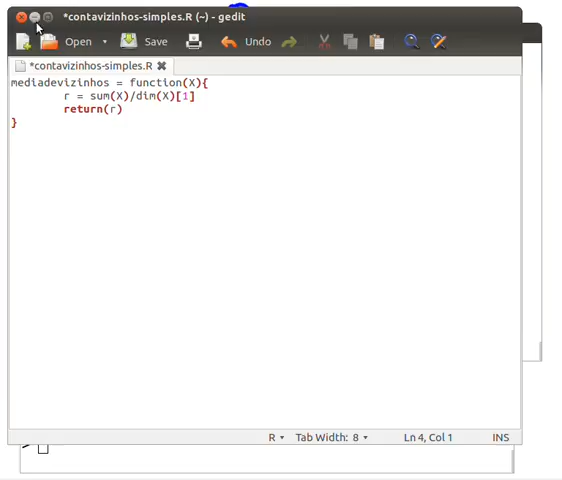 *contavizinhos-simples.R (~) - gedit
Open Save Undo
*contavizinhos-simples.R
mediadevizinhos = function(X){
r = sum(X)/dim(X)[1]
return(r)
}
R Tab Width: 8 Ln 4, Col 1 INS
>